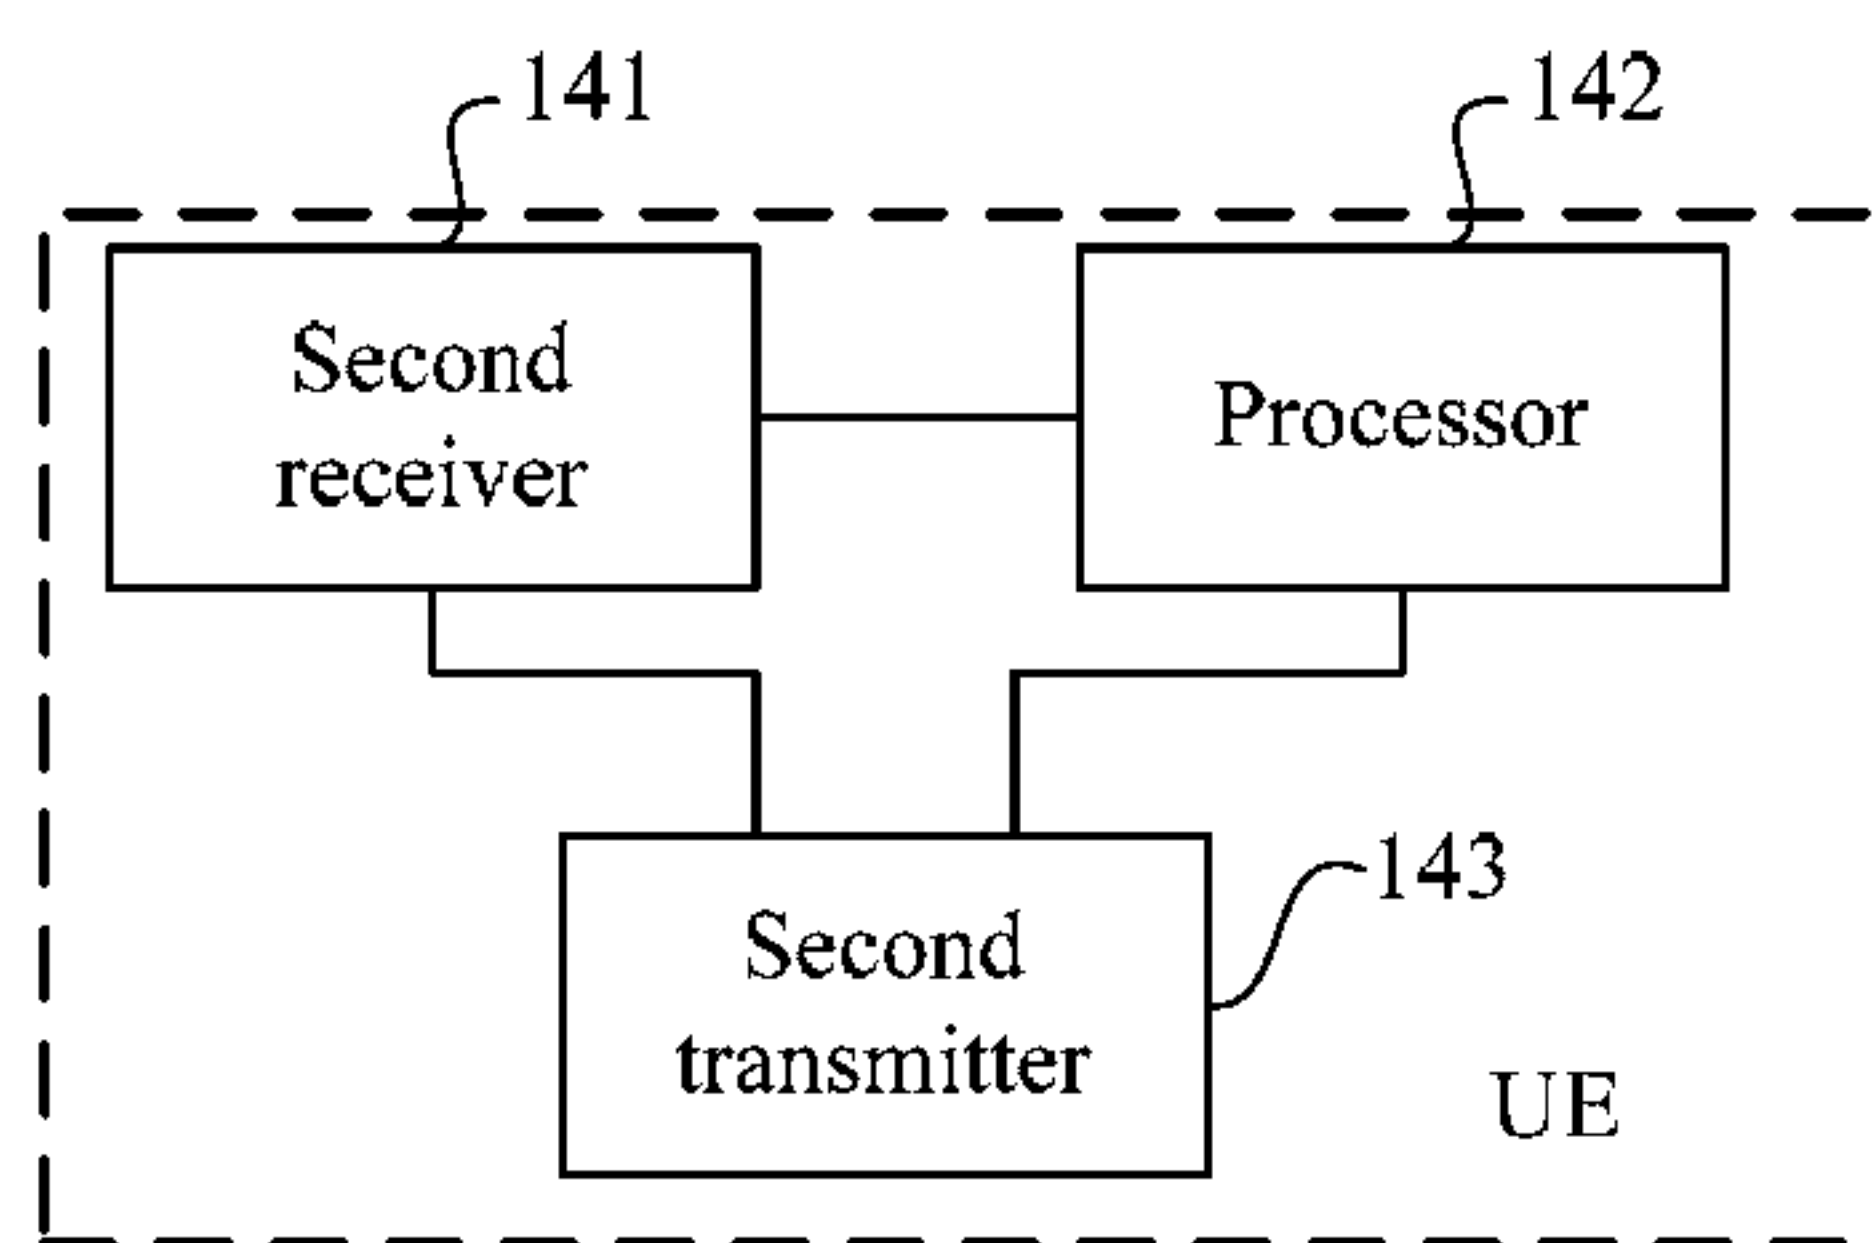 141
142
Second
receiver
Processor
143
Second
transmitter
UE